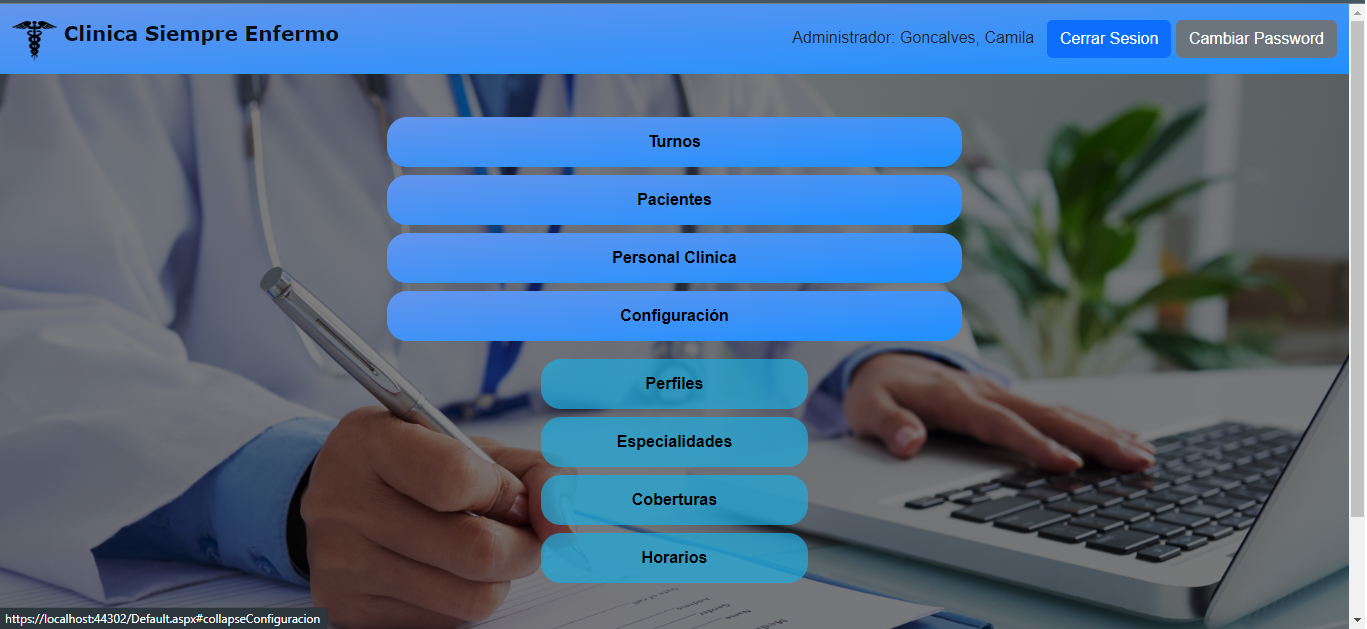 Clinica Siempre Enfermo
Administrador: Goncalves, Camila
Cerrar Sesion
Cambiar Password
Turnos
Pacientes
Personal Clinica
Configuración
Perfiles
Especialidades
Coberturas
Horarios
https://localhost:44302/Default.aspx#collapseConfiguracion